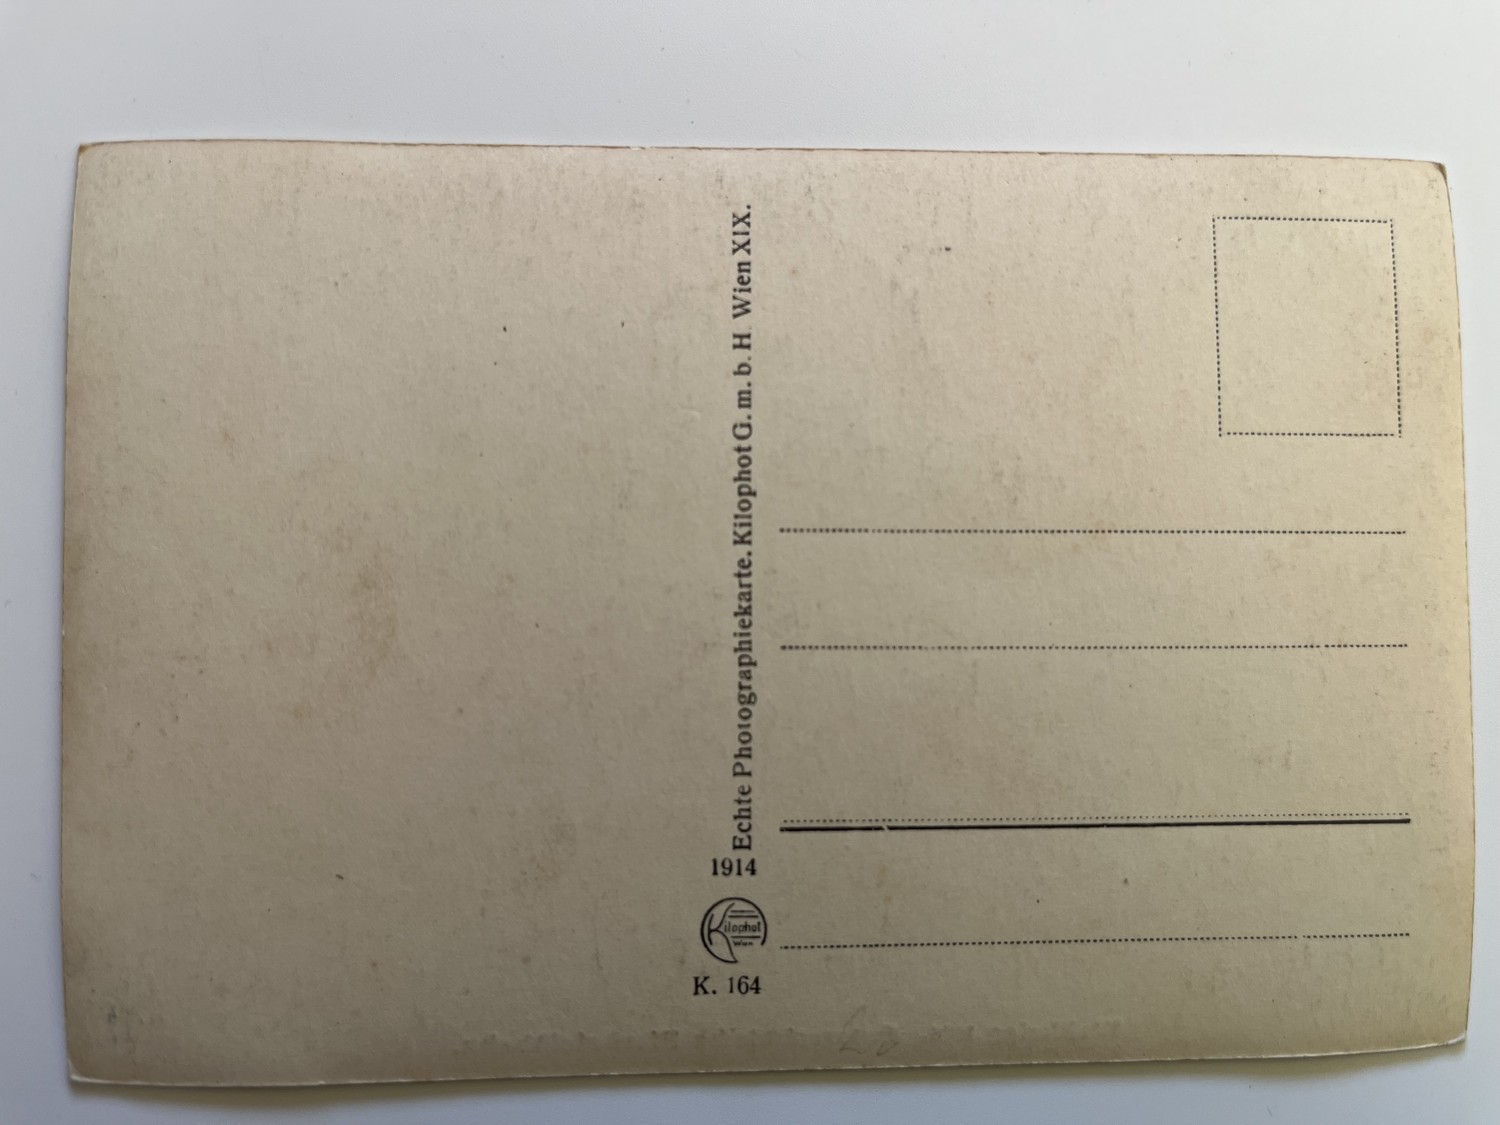 Echte Photographiekarte. Kilophot G. m. b. H. Wien XIX.
1914
Kilophot
Wien
K. 164